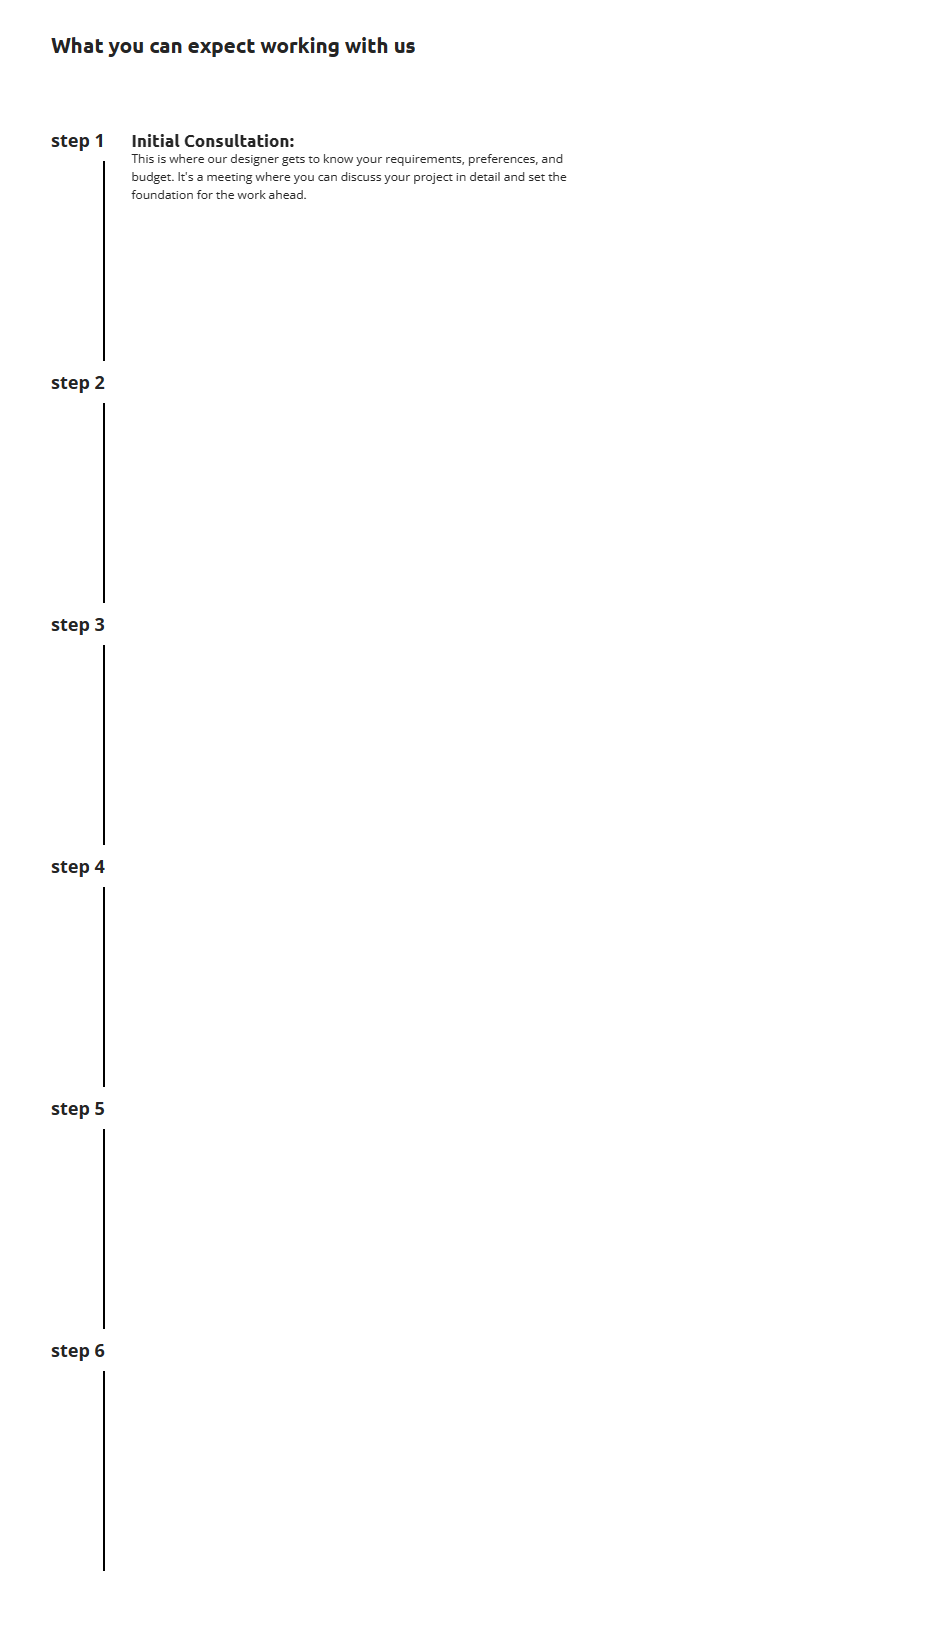 What you can expect working with us
step 1
Initial Consultation:
This is where our designer gets to know your requirements, preferences, and
budget. It's a meeting where you can discuss your project in detail and set the
foundation for the work ahead.
step 2
step 3
step 4
step 5
step 6